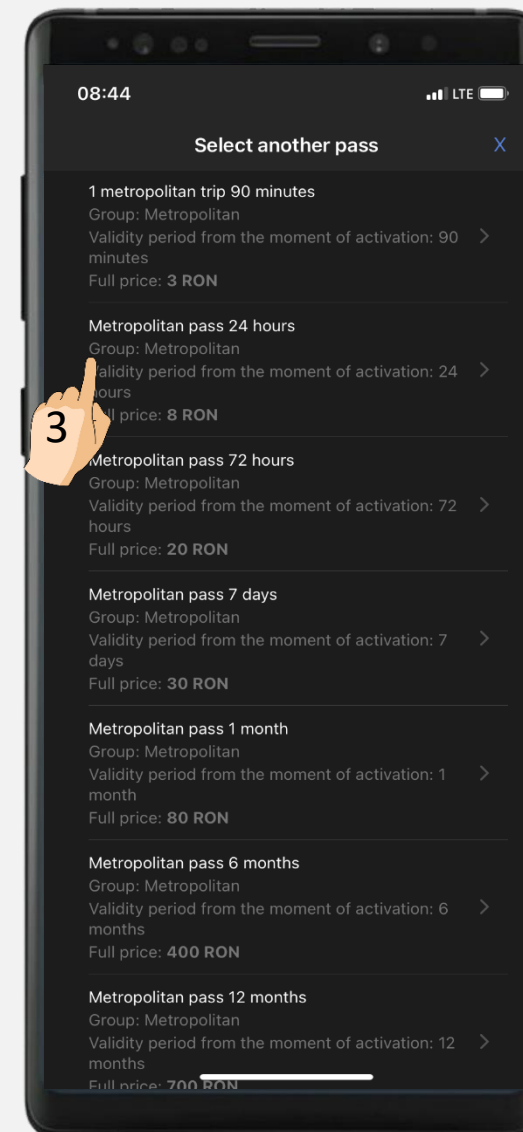 08:44
LTE
Select another pass
X
1 metropolitan trip 90 minutes
Group: Metropolitan
Validity period from the moment of activation: 90
minutes
Full price: 3 RON
Metropolitan pass 24 hours
Group: Metropolitan
Validity period from the moment of activation: 24
hours
Full price: 8 RON
3
Metropolitan pass 72 hours
Group: Metropolitan
Validity period from the moment of activation: 72
hours
Full price: 20 RON
Metropolitan pass 7 days
Group: Metropolitan
Validity period from the moment of activation: 7
days
Full price: 30 RON
Metropolitan pass 1 month
Group: Metropolitan
Validity period from the moment of activation: 1
month
Full price: 80 RON
Metropolitan pass 6 months
Group: Metropolitan
Validity period from the moment of activation: 6
months
Full price: 400 RON
Metropolitan pass 12 months
Group: Metropolitan
Validity period from the moment of activation: 12
months
Full price: 700 RON